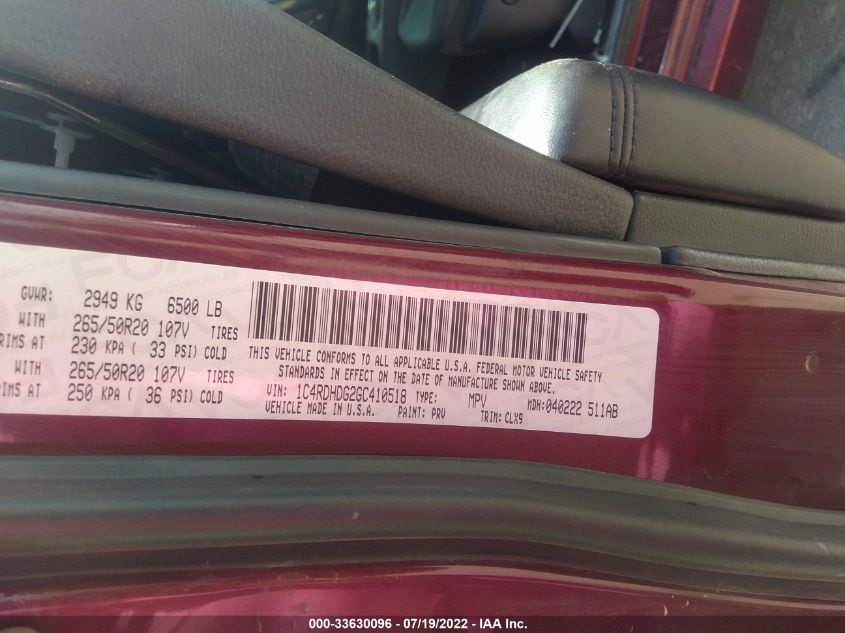 GVWR: 2949 KG 6500 LB
WITH 265/50R20 107V TIRES
RIMS AT 230 KPA ( 33 PSI) COLD
WITH 265/50R20 107V TIRES
RIMS AT 250 KPA ( 36 PSI) COLD
THIS VEHICLE CONFORMS TO ALL APPLICABLE U.S.A. FEDERAL MOTOR VEHICLE SAFETY
STANDARDS IN EFFECT ON THE DATE OF MANUFACTURE SHOWN ABOVE.
VIN: 1C4RDHDG2GC410518 TYPE: MPV MDH: 040222 511AB
VEHICLE MADE IN U.S.A. PAINT: PRV TRIM: CLX9
000-33630096 - 07/19/2022 - IAA Inc.